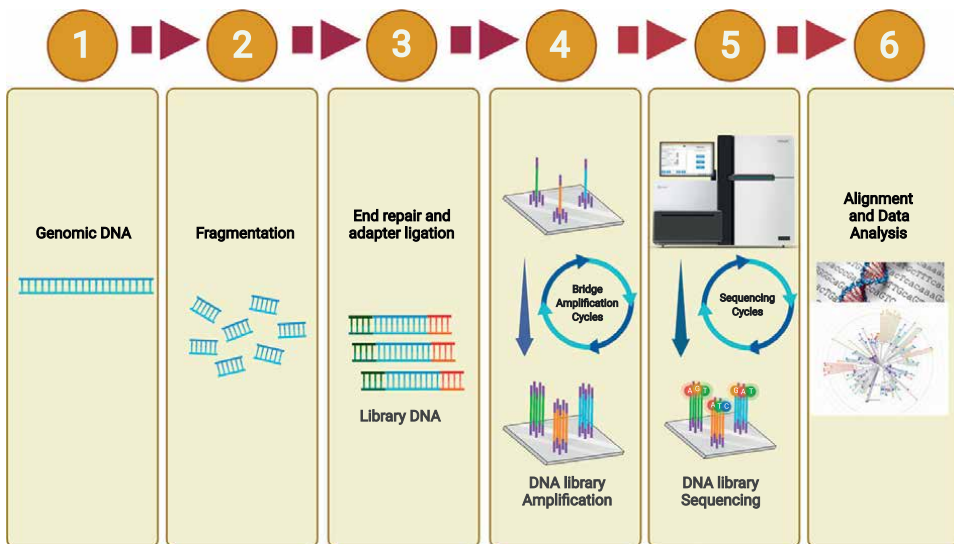 1
2
3
4
5
6
Genomic DNA
Fragmentation
End repair and
adapter ligation
Library DNA
Bridge
Amplification
Cycles
DNA library
Amplification
Sequencing
Cycles
A G T
A T C
G A T
DNA library
Sequencing
Alignment
and Data
Analysis